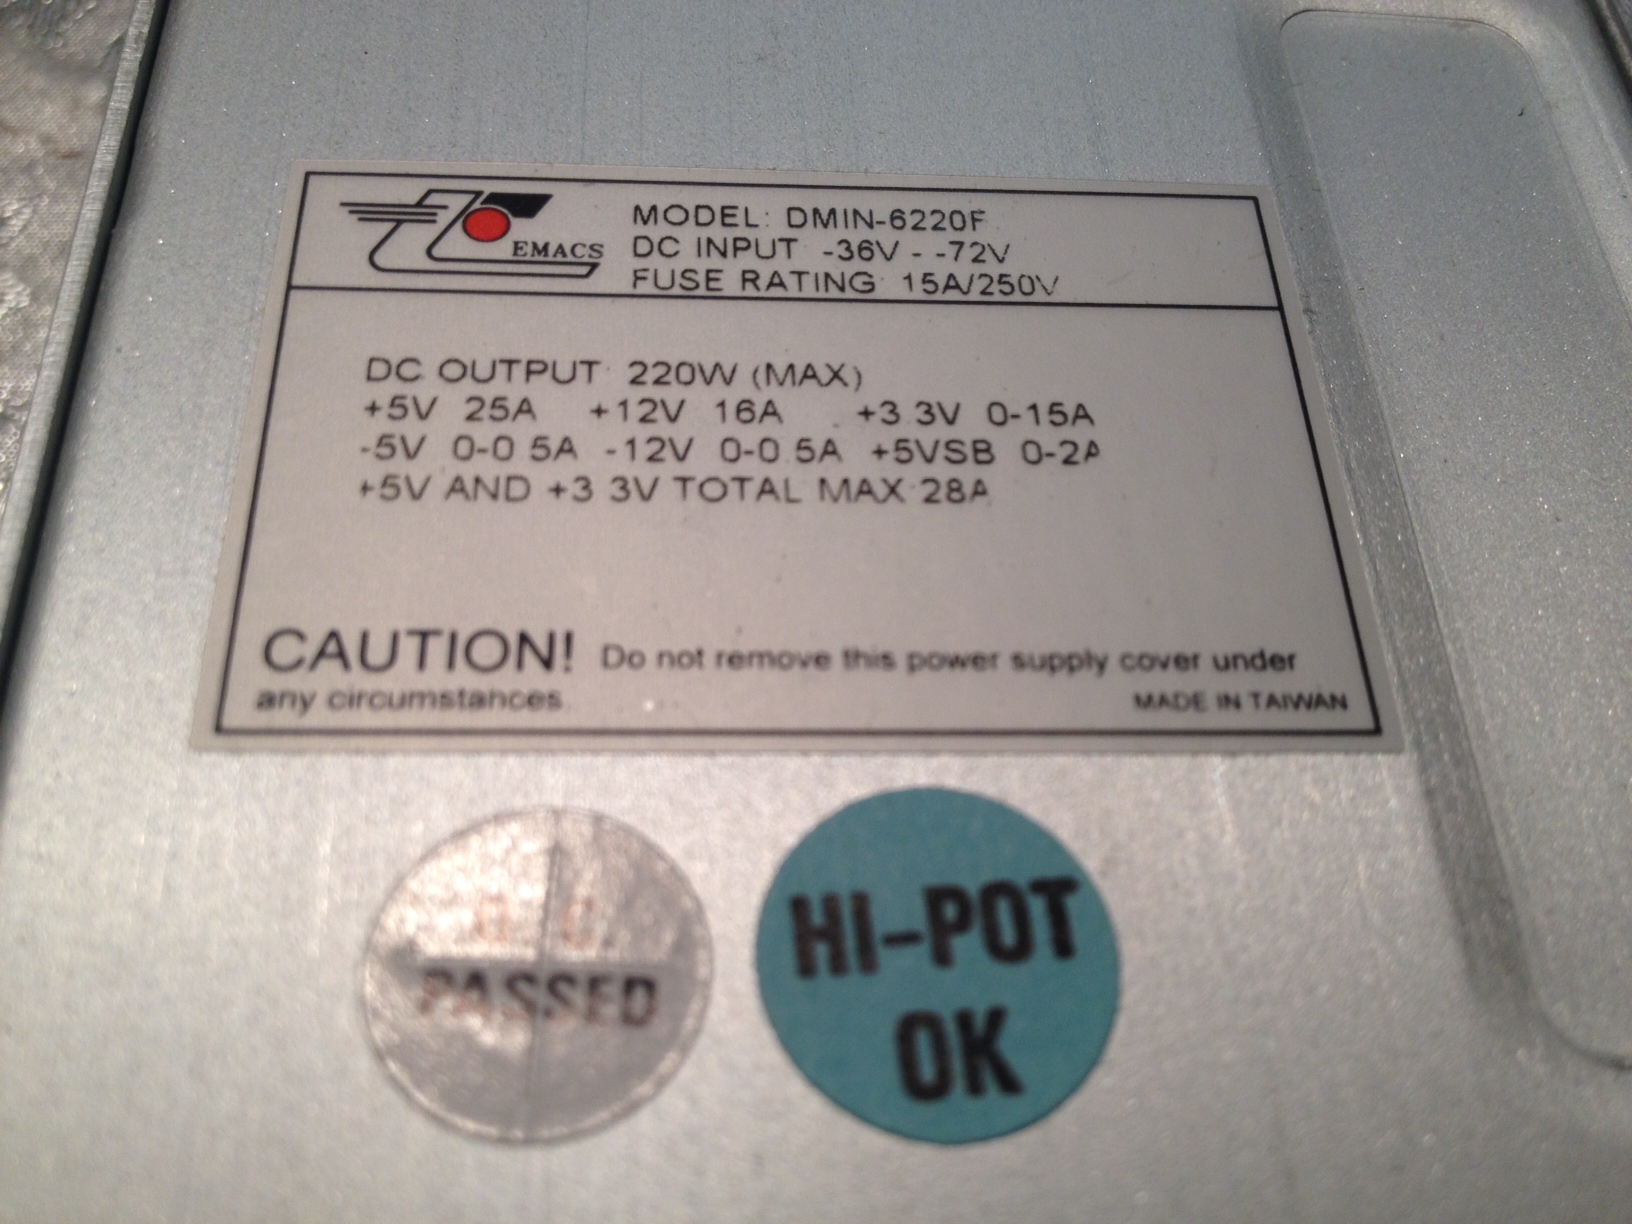 EMACS
MODEL: DMIN-6220F
DC INPUT -36V - -72V
FUSE RATING: 15A/250V
DC OUTPUT: 220W (MAX)
+5V 25A +12V 16A +3.3V 0-15A
-5V 0-0.5A -12V 0-0.5A +5VSB 0-2A
+5V AND +3.3V TOTAL MAX 28A
CAUTION! Do not remove this power supply cover under
any circumstances.
MADE IN TAIWAN
PASSED
HI-POT
OK